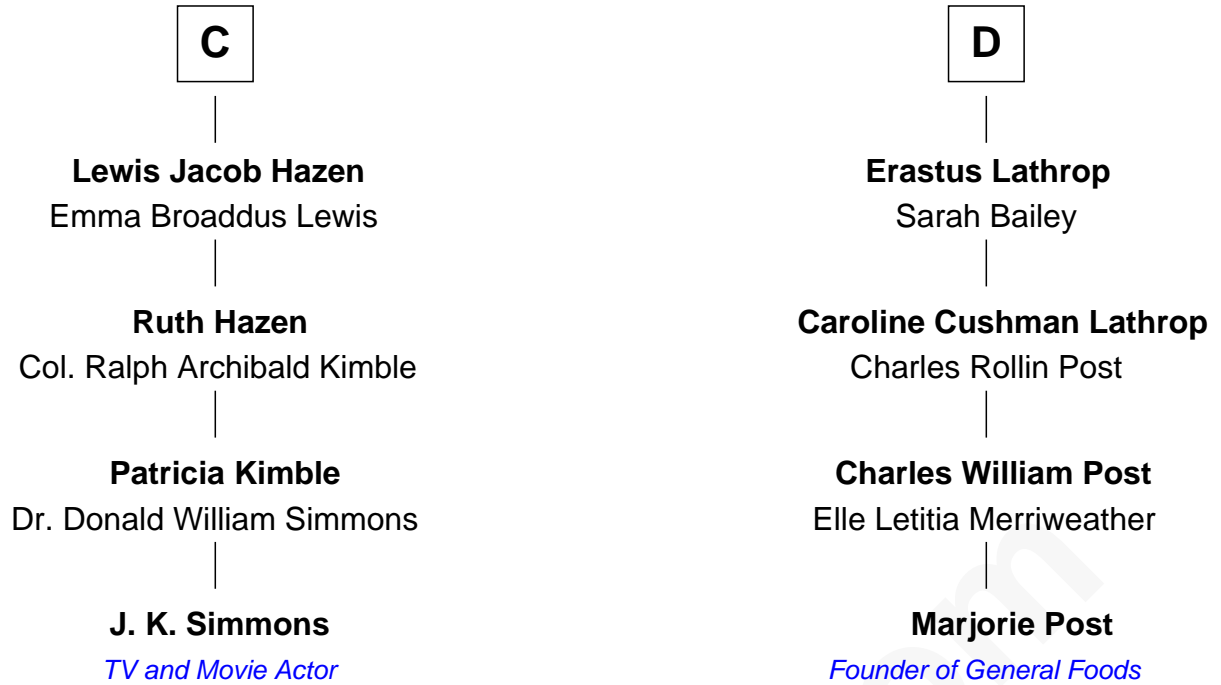 C
Lewis Jacob Hazen
Emma Broaddus Lewis
Ruth Hazen
Col. Ralph Archibald Kimble
Patricia Kimble
Dr. Donald William Simmons
J. K. Simmons
TV and Movie Actor
D
Erastus Lathrop
Sarah Bailey
Caroline Cushman Lathrop
Charles Rollin Post
Charles William Post
Elle Letitia Merriweather
Marjorie Post
Founder of General Foods